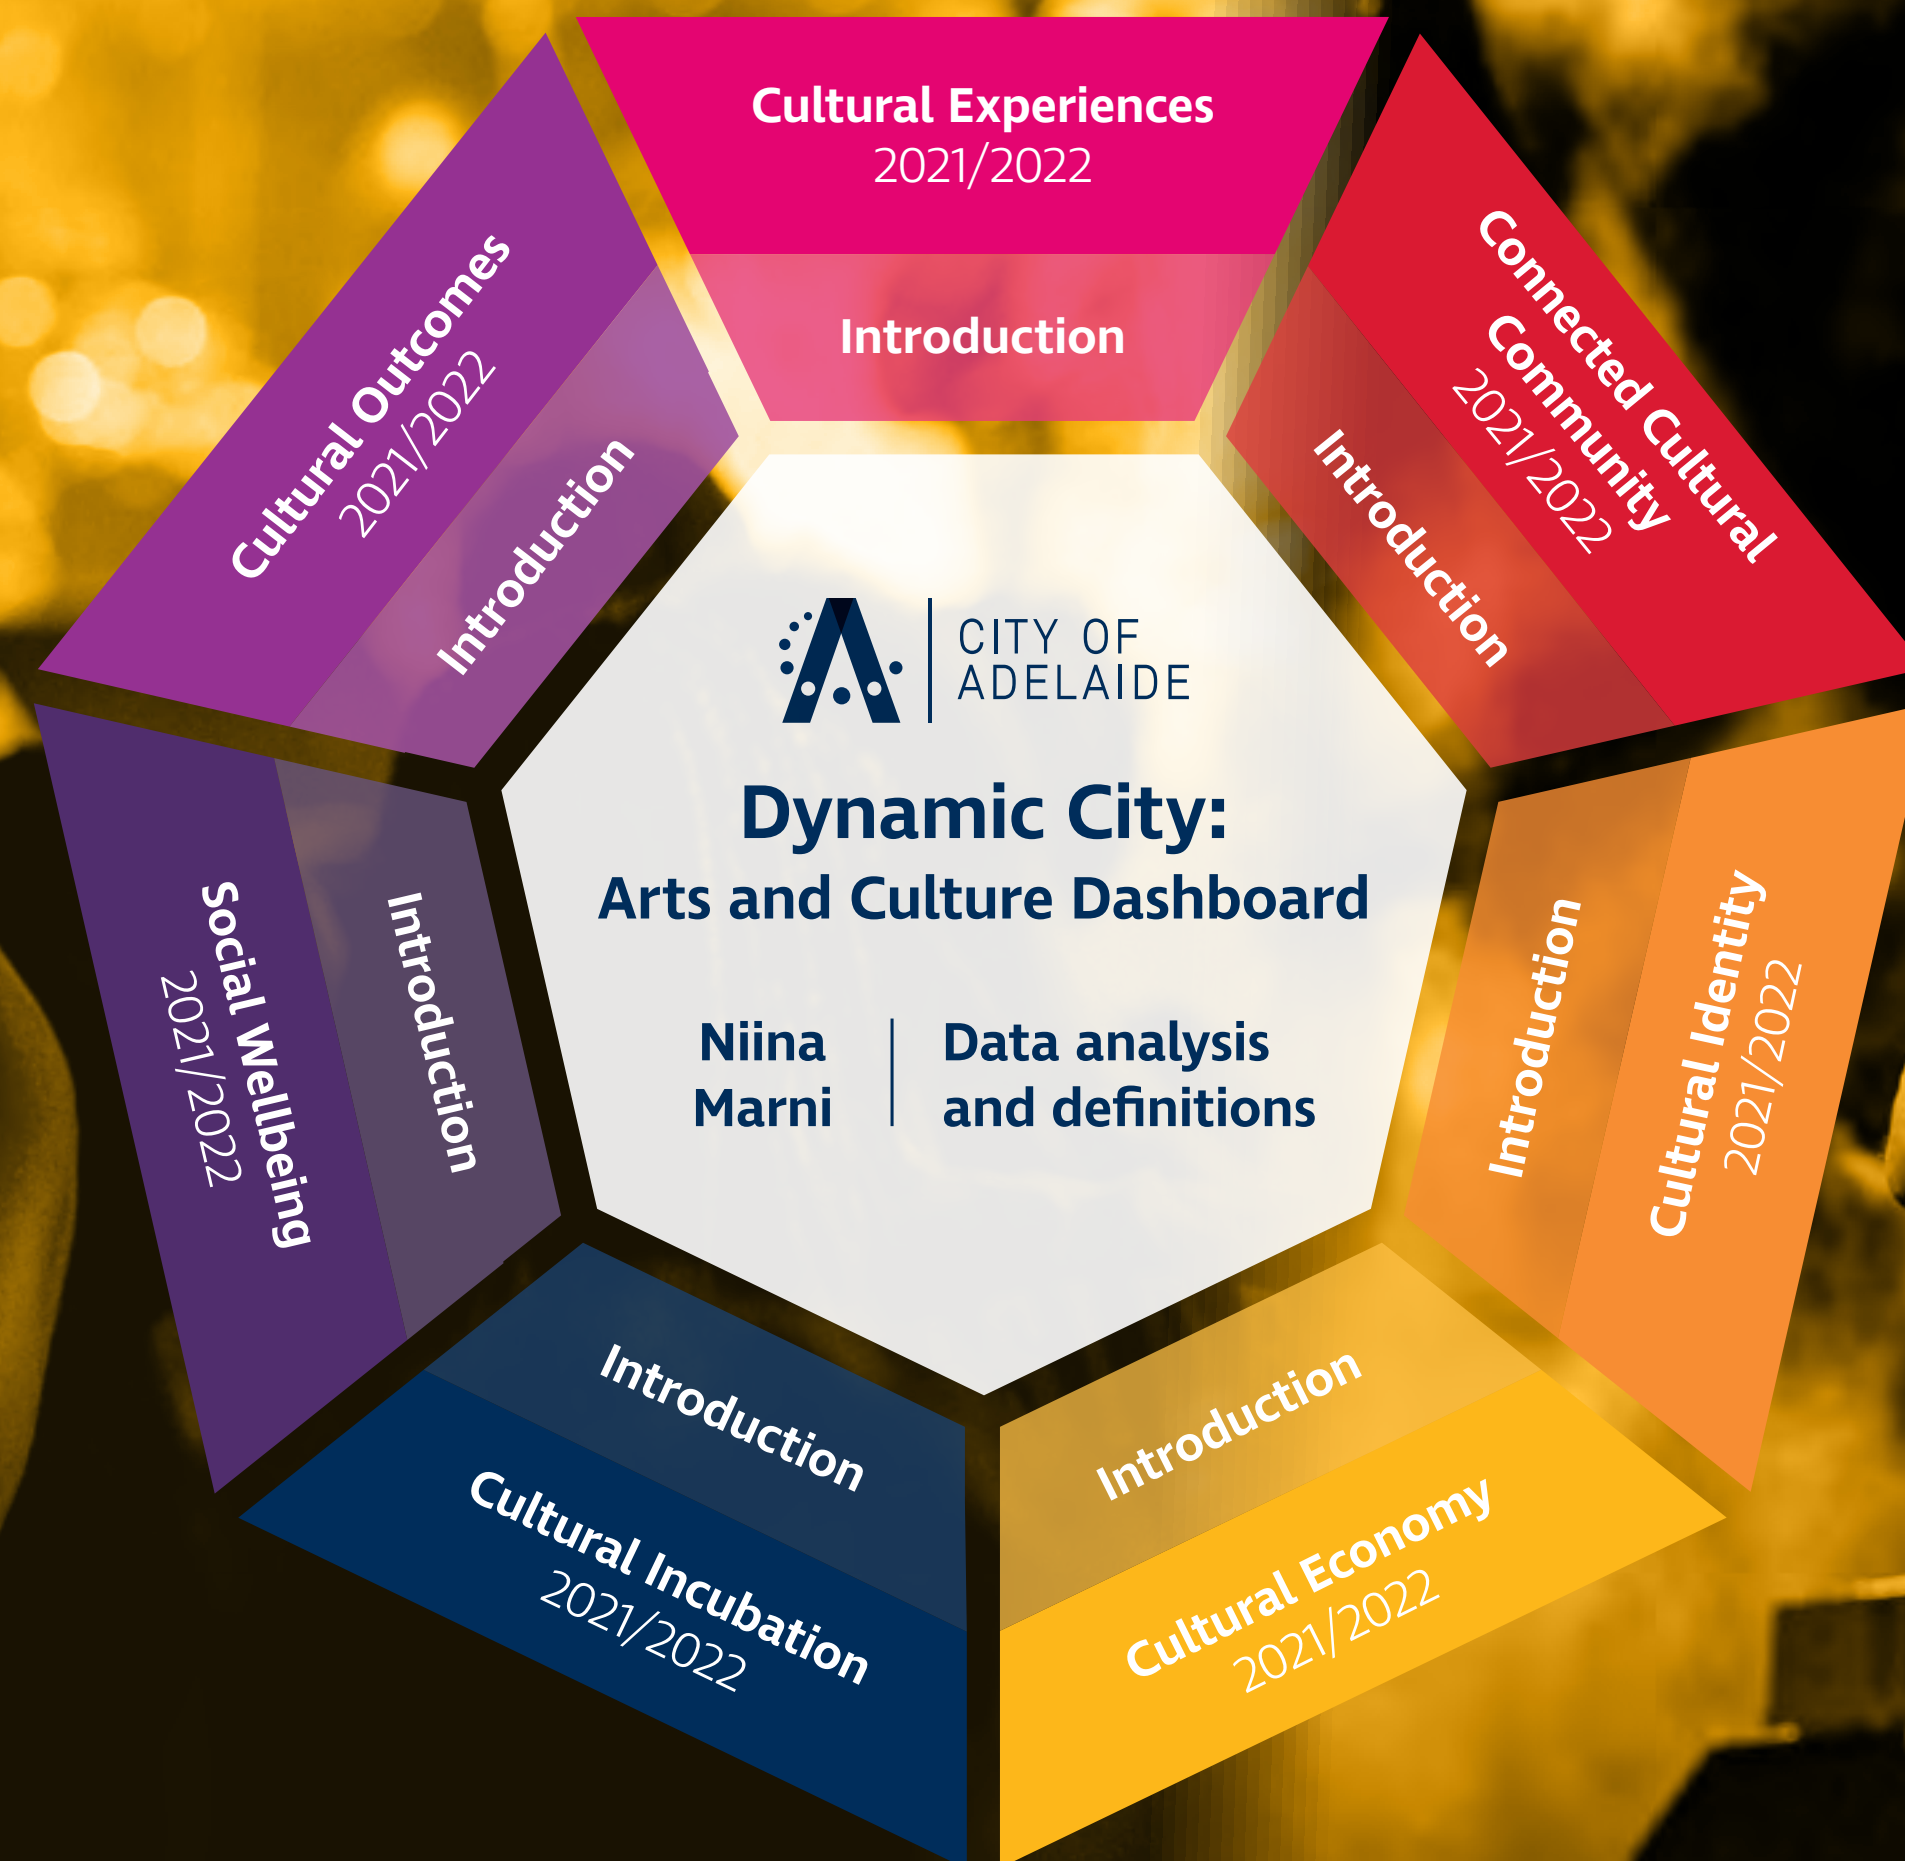 Cultural Experiences
2021/2022
Introduction
Connected Cultural
Community
2021/2022
Introduction
Cultural Identity
2021/2022
Introduction
Cultural Economy
2021/2022
Introduction
Cultural Incubation
2021/2022
Introduction
Social Wellbeing
2021/2022
Introduction
Cultural Outcomes
2021/2022
Introduction
CITY OF
ADELAIDE
Dynamic City:
Arts and Culture Dashboard
Niina
Marni
Data analysis
and definitions